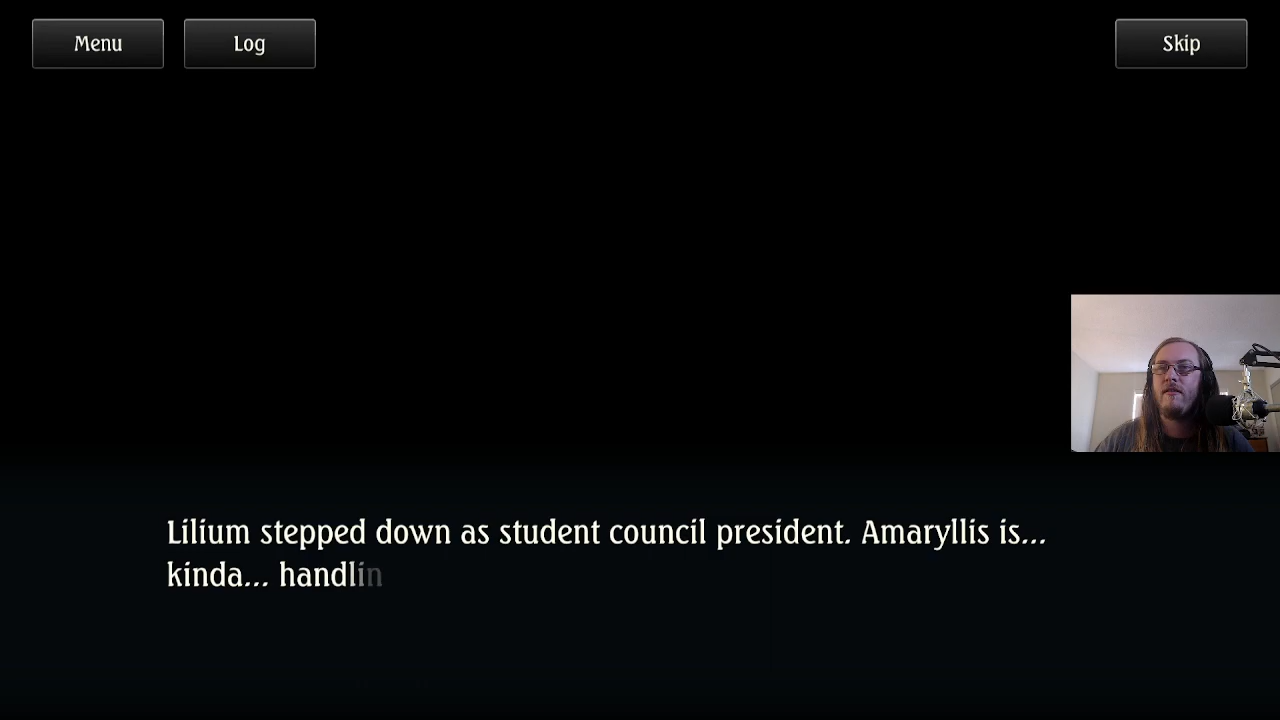 Menu
Log
Skip
Lilium stepped down as student council president. Amaryllis is...
kinda... handlin